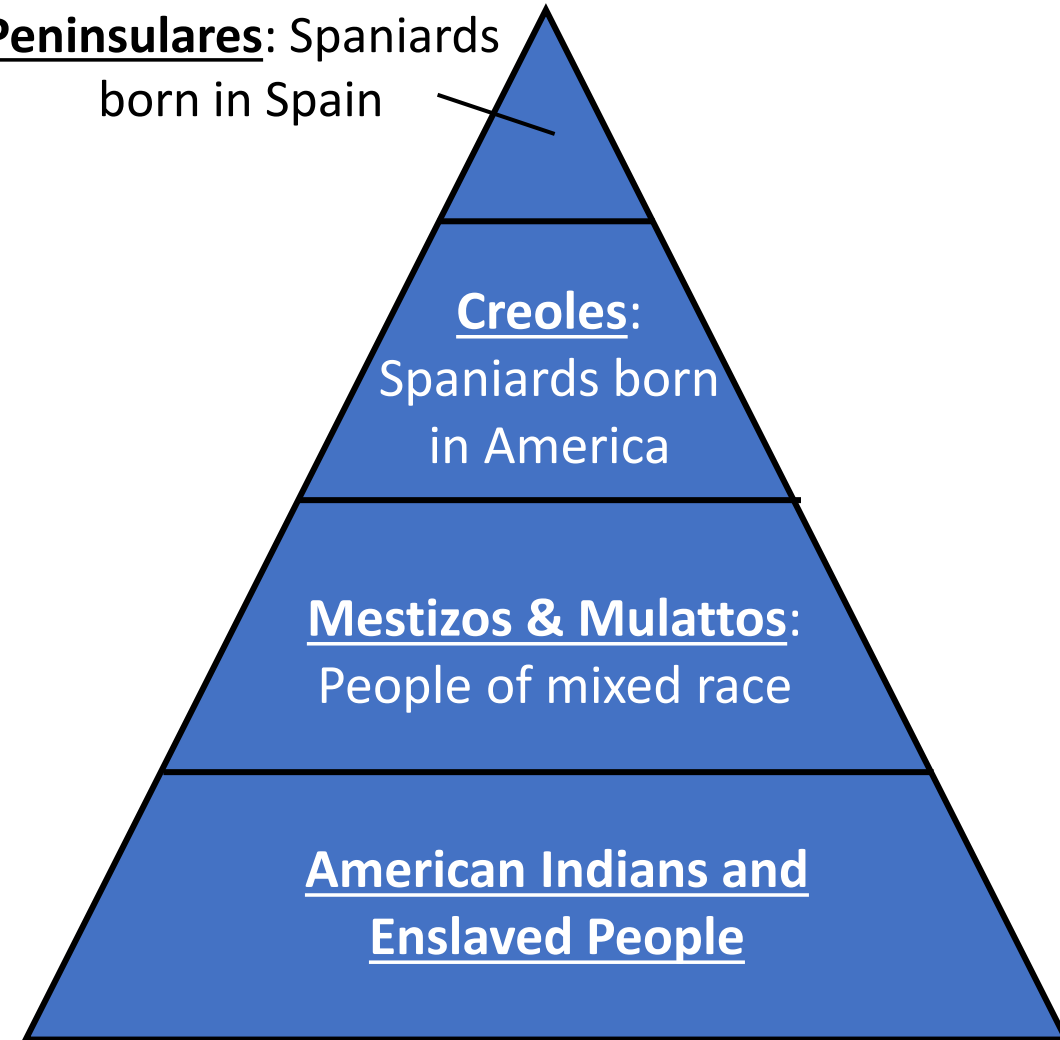 Peninsulares: Spaniards
born in Spain
Creoles:
Spaniards born
in America
Mestizos & Mulattos:
People of mixed race
American Indians and
Enslaved People